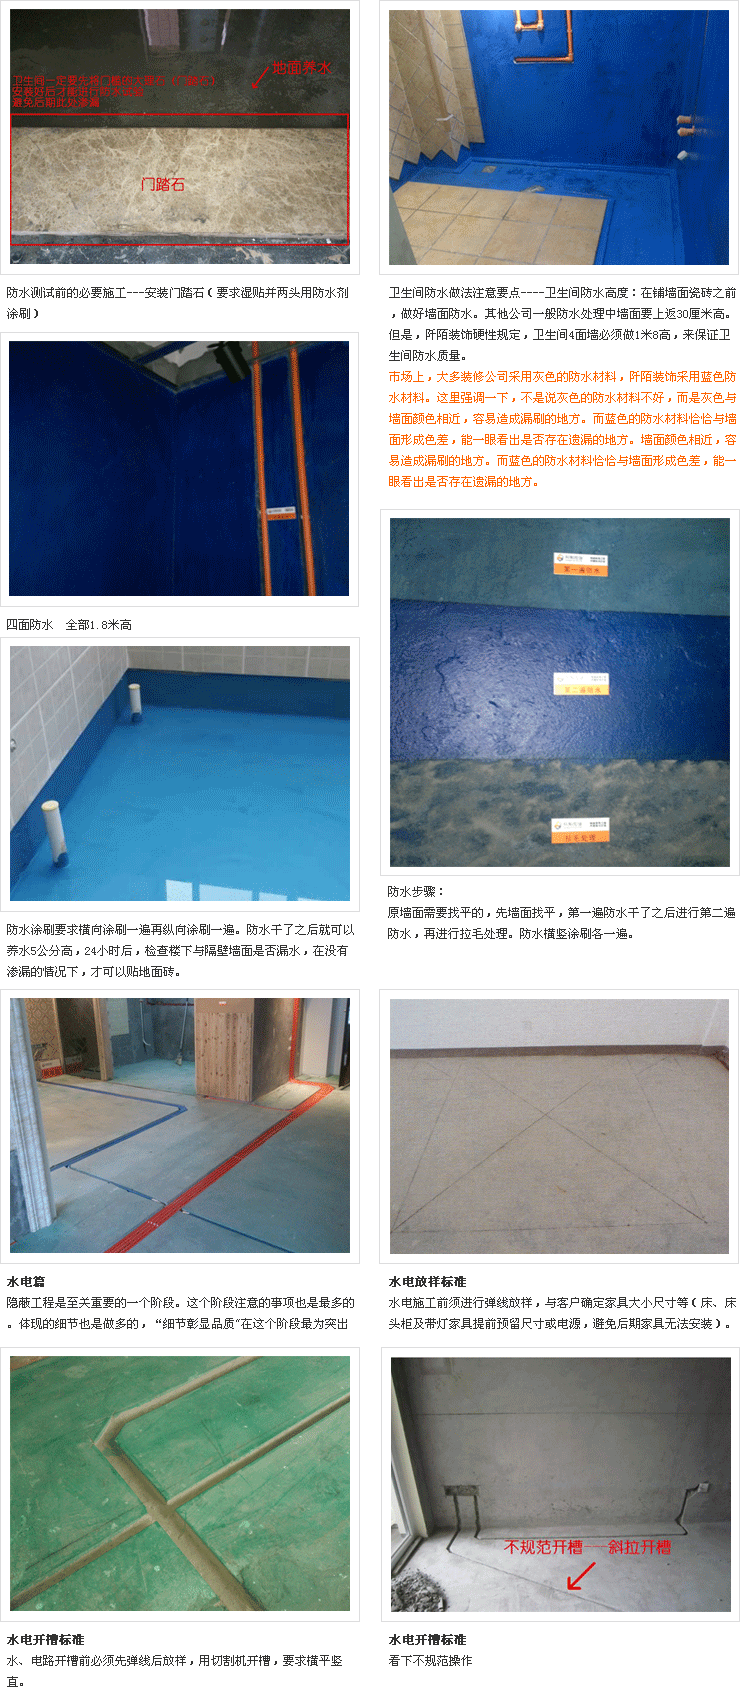 地面养水
卫生间一定要先将门槛
安装好后才能进行防水
避免后期此处渗漏
门踏石
防水测试前的必要施工---安装门踏石(要求湿贴并两头用防水剂
涂刷)
四面防水　全部1.8米高
防水涂刷要求横向涂刷一遍再纵向涂刷一遍。防水干了之后就可以
养水5公分高，24小时后，检查楼下与隔壁墙面是否漏水，在没有
渗漏的情况下，才可以贴地面砖。
卫生间防水做法注意要点----卫生间防水高度：在铺墙面瓷砖之前
，做好墙面防水。其他公司一般防水处理中墙面要上返30厘米高。
但是，阡陌装饰硬性规定，卫生间4面墙必须做1米8高，来保证卫
生间防水质量。
市场上，大多装修公司采用灰色的防水材料，阡陌装饰采用蓝色防
水材料。这里强调一下，不是说灰色的防水材料不好，而是灰色与
墙面颜色相近，容易造成漏刷的地方。而蓝色的防水材料恰恰与墙
面形成色差，能一眼看出是否存在遗漏的地方。墙面颜色相近，容
易造成漏刷的地方。而蓝色的防水材料恰恰与墙面形成色差，能一
眼看出是否存在遗漏的地方。
第一遍防水
第二遍防水
拉毛处理
防水步骤：
原墙面需要找平的，先墙面找平，第一遍防水干了之后进行第二遍
防水，再进行拉毛处理。防水横竖涂刷各一遍。
水电篇
隐蔽工程是至关重要的一个阶段。这个阶段注意的事项也是最多的
。体现的细节也是做多的，“细节彰显品质”在这个阶段最为突出
水电放样标准
水电施工前须进行弹线放样，与客户确定家具大小尺寸等(床、床
头柜及带灯家具提前预留尺寸或电源，避免后期家具无法安装)。
水电开槽标准
水、电路开槽前必须先弹线后放样，用切割机开槽，要求横平竖
直。
不规范开槽---斜拉开槽
水电开槽标准
看下不规范操作